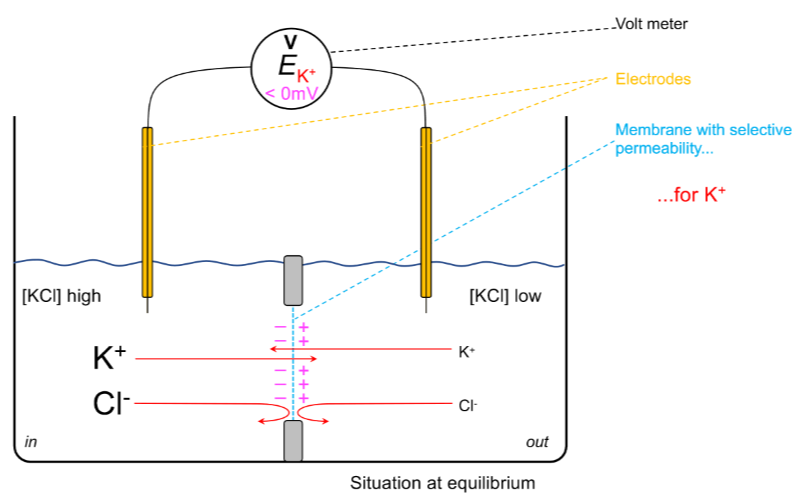 V
E K+
< 0mV
Volt meter
Electrodes
Membrane with selective
permeability...
...for K⁺
[KCl] high
[KCl] low
− +
− +
K⁺
K⁺
− +
− +
− +
Cl⁻
Cl⁻
in
out
Situation at equilibrium